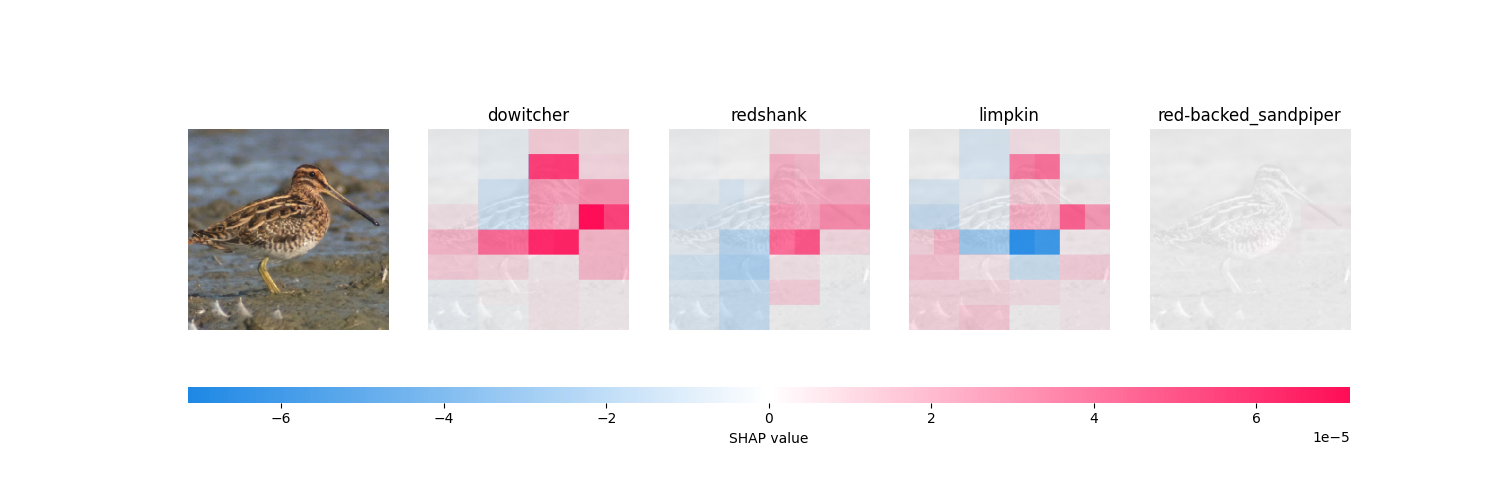 dowitcher
redshank
limpkin
red-backed_sandpiper
−6
−4
−2
0
2
4
6
SHAP value
1e−5